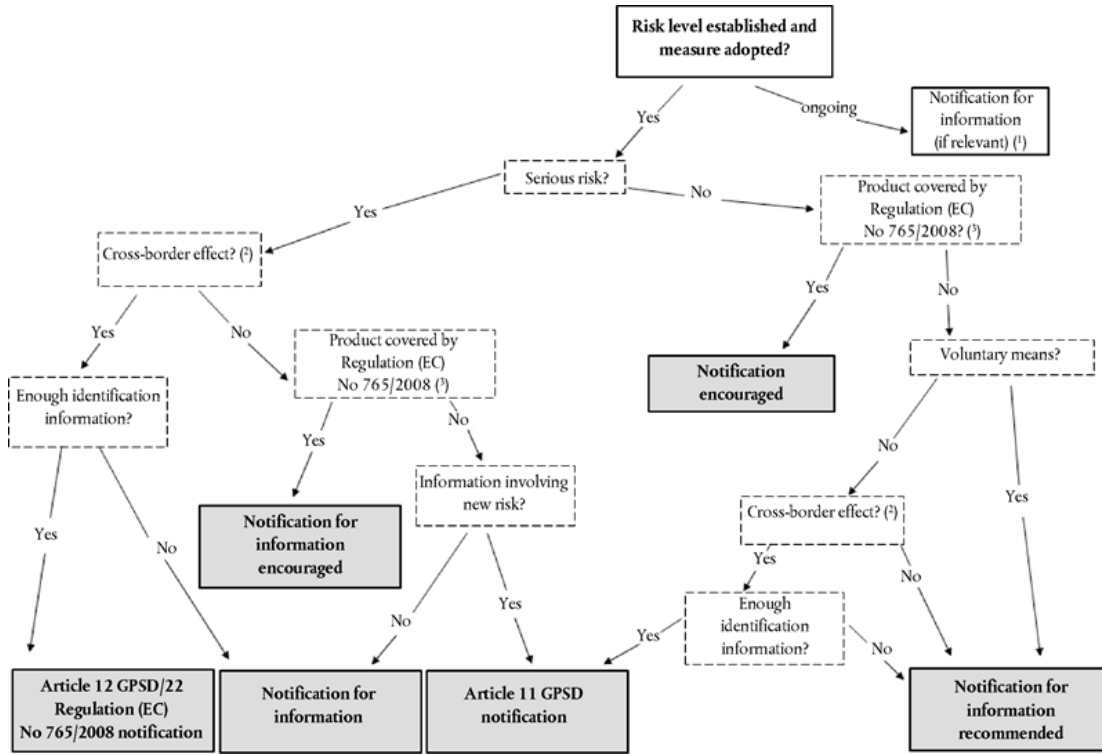 Risk level established and
measure adopted?
Yes
ongoing
Notification for
information
(if relevant) (¹)
Serious risk?
Yes
No
Product covered by
Regulation (EC)
No 765/2008? (³)
Cross-border effect? (²)
Yes
No
Yes
No
Product covered by
Regulation (EC)
No 765/2008 (³)
Notification
encouraged
Voluntary means?
Enough identification
information?
Yes
No
No
Yes
Information involving
new risk?
Notification for
information
encouraged
Cross-border effect? (²)
Yes
No
Yes
No
No
Yes
Enough
identification
information?
Yes
No
Article 12 GPSD/22
Regulation (EC)
No 765/2008 notification
Notification for
information
Article 11 GPSD
notification
Notification for
information
recommended